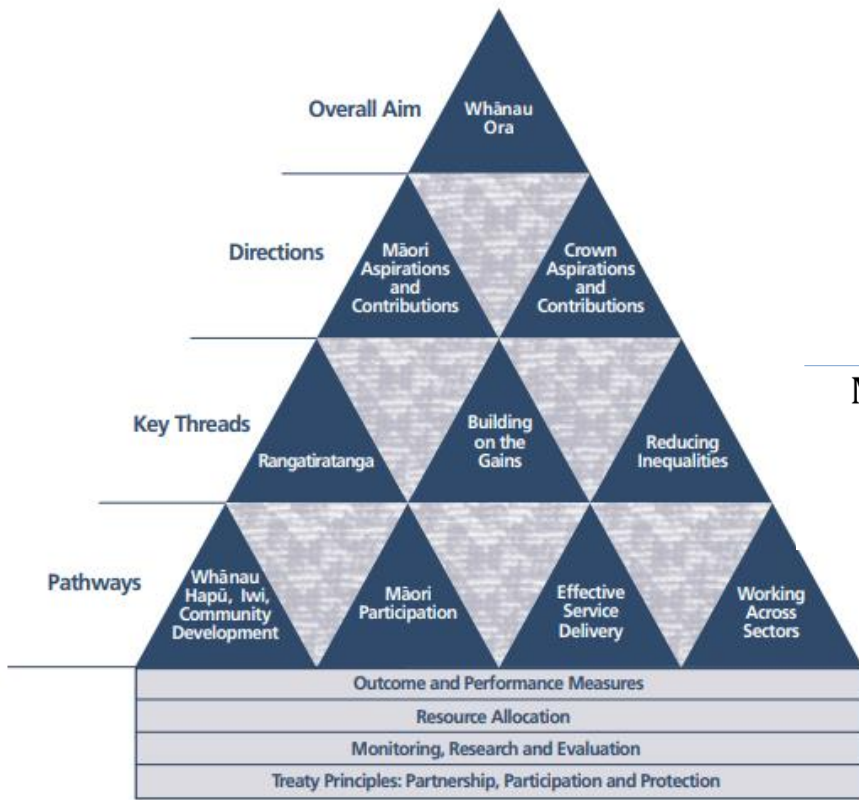 Overall Aim
Whānau
Ora
Directions
Māori
Aspirations
and
Contributions
Crown
Aspirations
and
Contributions
Key Threads
Rangatiratanga
Building
on the
Gains
Reducing
Inequalities
Pathways
Whānau
Hapū, Iwi,
Community
Development
Māori
Participation
Effective
Service
Delivery
Working
Across
Sectors
Outcome and Performance Measures
Resource Allocation
Monitoring, Research and Evaluation
Treaty Principles: Partnership, Participation and Protection